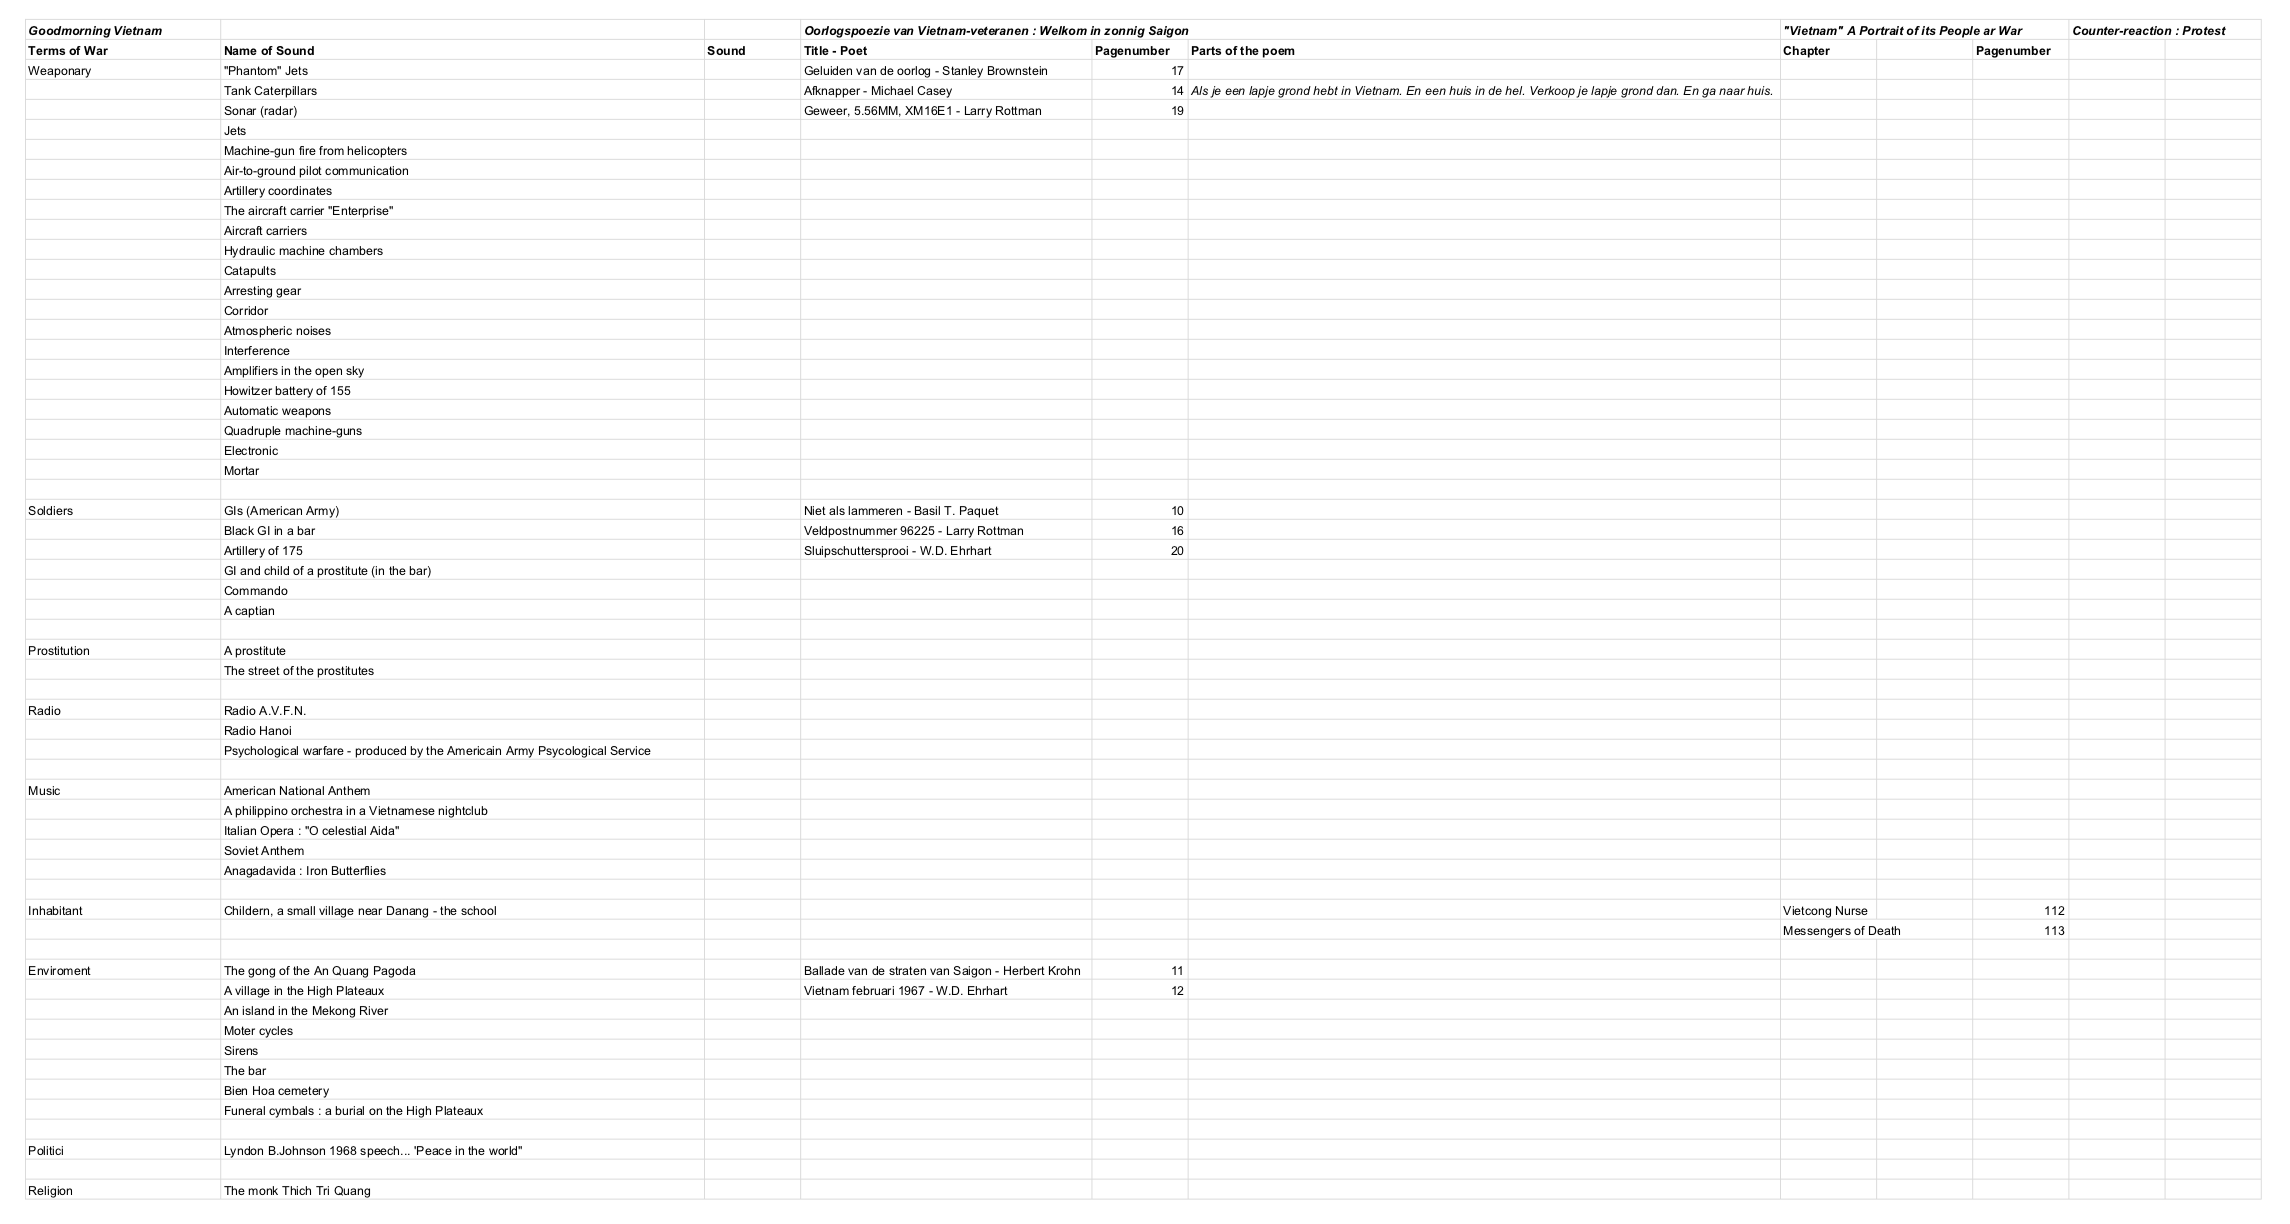 Goodmorning Vietnam Oorlogspoezie van Vietnam-veteranen : Welkom in zonnig Saigon "Vietnam" A Portrait of its People ar War Counter-reaction : Protest
Terms of War Name of Sound Sound Title - Poet Pagenumber Parts of the poem Chapter Pagenumber
Weaponary "Phantom" Jets Geluiden van de oorlog - Stanley Brownstein 17
Tank Caterpillars Afknapper - Michael Casey 14 Als je een lapje grond hebt in Vietnam. En een huis in de hel. Verkoop je lapje grond dan. En ga naar huis.
Sonar (radar) Geweer, 5.56MM, XM16E1 - Larry Rottman 19
Jets
Machine-gun fire from helicopters
Air-to-ground pilot communication
Artillery coordinates
The aircraft carrier "Enterprise"
Aircraft carriers
Hydraulic machine chambers
Catapults
Arresting gear
Corridor
Atmospheric noises
Interference
Amplifiers in the open sky
Howitzer battery of 155
Automatic weapons
Quadruple machine-guns
Electronic
Mortar
Soldiers GIs (American Army) Niet als lammeren - Basil T. Paquet 10
Black GI in a bar Veldpostnummer 96225 - Larry Rottman 16
Artillery of 175 Sluipschuttersprooi - W.D. Ehrhart 20
GI and child of a prostitute (in the bar)
Commando
A captian
Prostitution A prostitute
The street of the prostitutes
Radio Radio A.V.F.N.
Radio Hanoi
Psychological warfare - produced by the Americain Army Psycological Service
Music American National Anthem
A philippino orchestra in a Vietnamese nightclub
Italian Opera : "O celestial Aida"
Soviet Anthem
Anagadavida : Iron Butterflies
Inhabitant Childern, a small village near Danang - the school Vietcong Nurse 112
Messengers of Death 113
Enviroment The gong of the An Quang Pagoda Ballade van de straten van Saigon - Herbert Krohn 11
A village in the High Plateaux Vietnam februari 1967 - W.D. Ehrhart 12
An island in the Mekong River
Moter cycles
Sirens
The bar
Bien Hoa cemetery
Funeral cymbals : a burial on the High Plateaux
Politici Lyndon B.Johnson 1968 speech... 'Peace in the world"
Religion The monk Thich Tri Quang